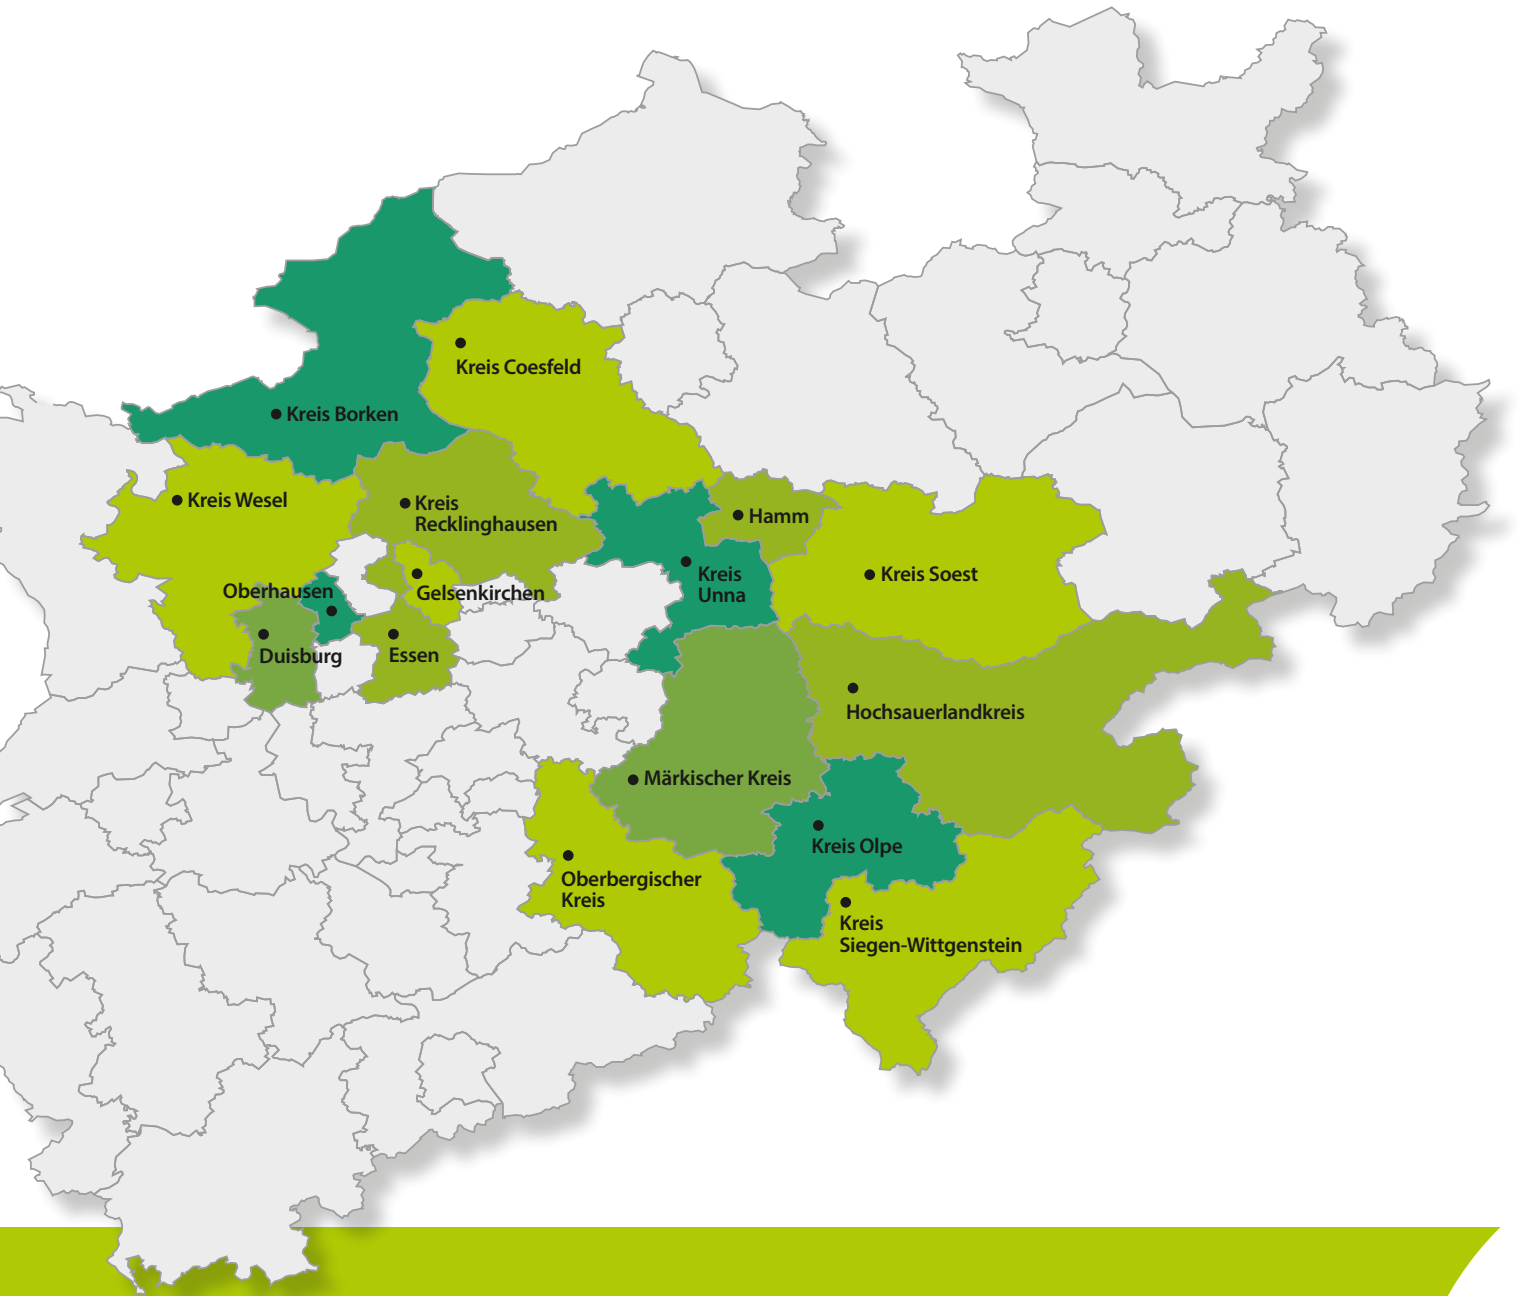 Kreis Coesfeld
Kreis Borken
Kreis Wesel
Kreis
Recklinghausen
Hamm
Kreis
Unna
Kreis Soest
Oberhausen
Gelsenkirchen
Duisburg
Essen
Hochsauerlandkreis
Märkischer Kreis
Kreis Olpe
Oberbergischer
Kreis
Kreis
Siegen-Wittgenstein